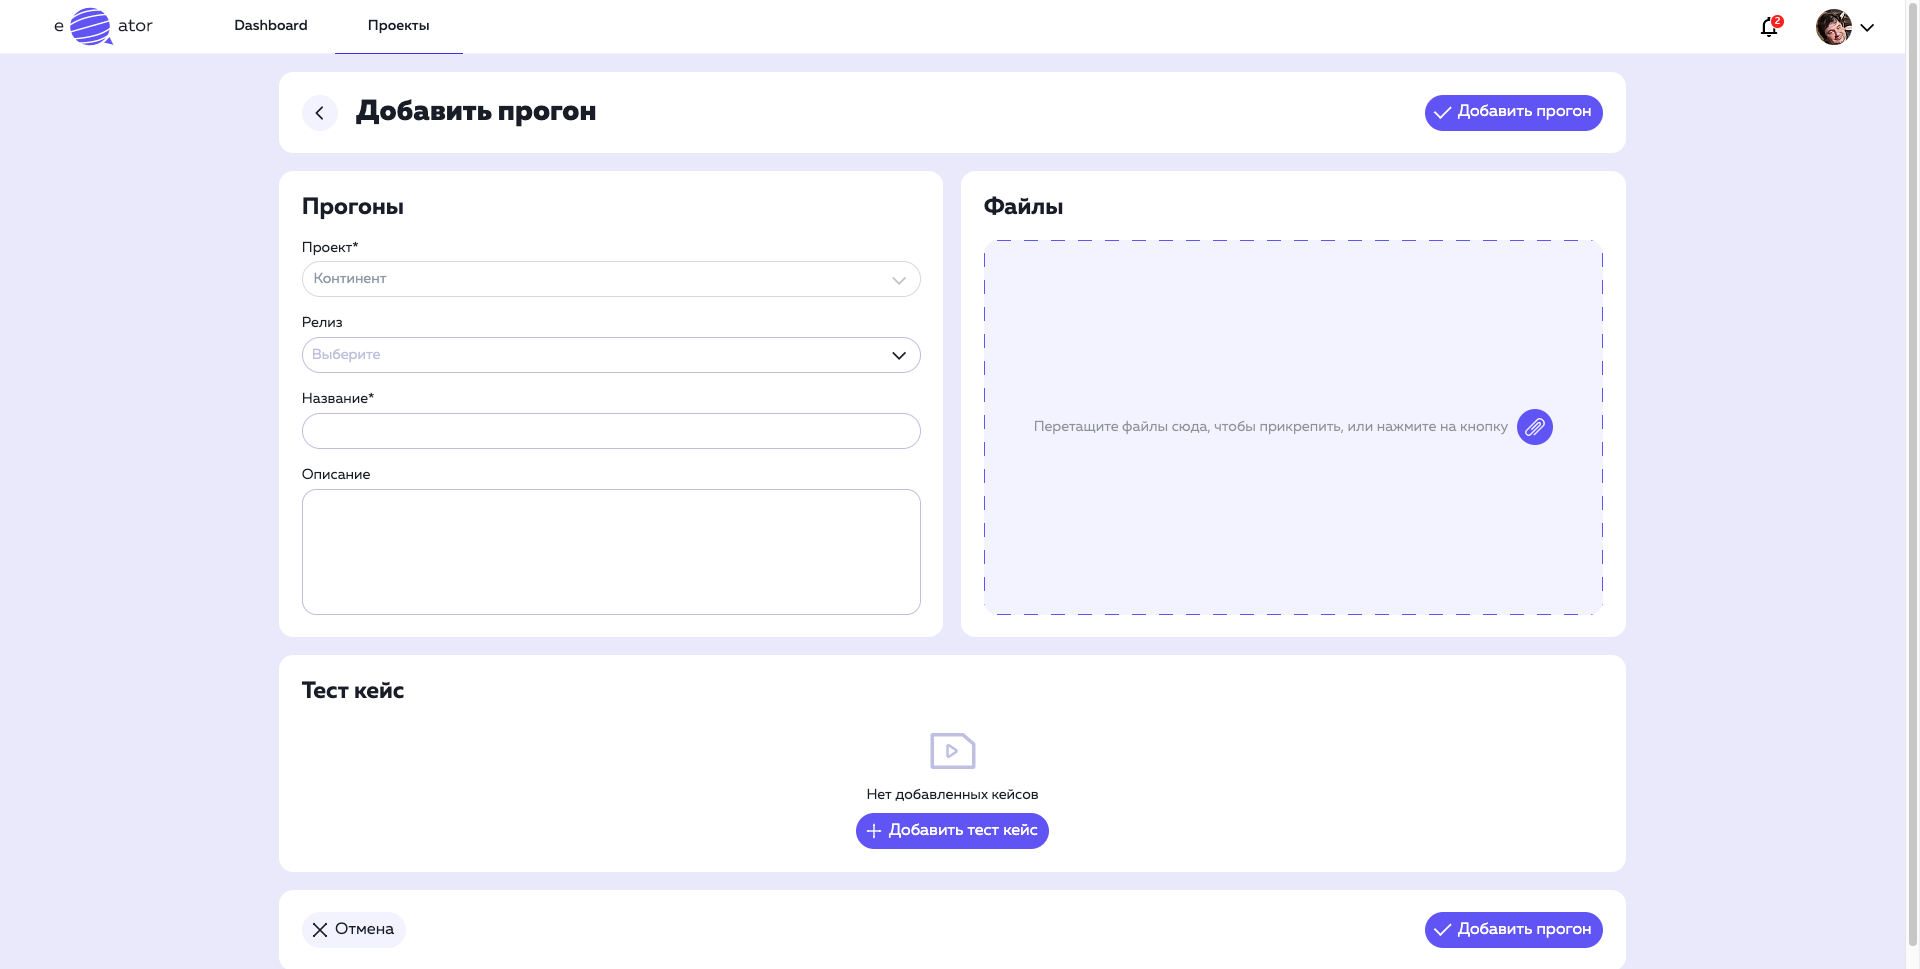 e ator
Dashboard
Проекты
2
Добавить прогон
Добавить прогон
Прогоны
Проект*
Континент
Релиз
Выберите
Название*
Описание
Файлы
Перетащите файлы сюда, чтобы прикрепить, или нажмите на кнопку
Тест кейс
Нет добавленных кейсов
Добавить тест кейс
Отмена
Добавить прогон